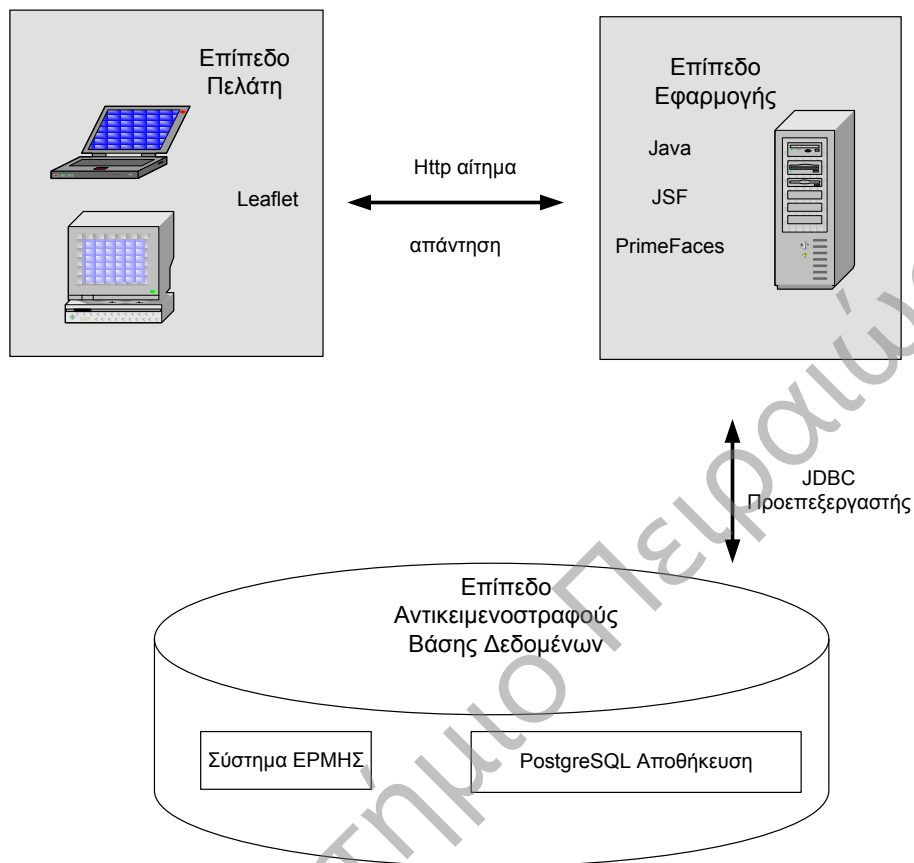 Επίπεδο
Πελάτη
Leaflet
Http αίτημα
απάντηση
Επίπεδο
Εφαρμογής
Java
JSF
PrimeFaces
JDBC
Προεπεξεργαστής
Επίπεδο
Αντικειμενοστραφούς
Βάσης Δεδομένων
Σύστημα ΕΡΜΗΣ
PostgreSQL Αποθήκευση